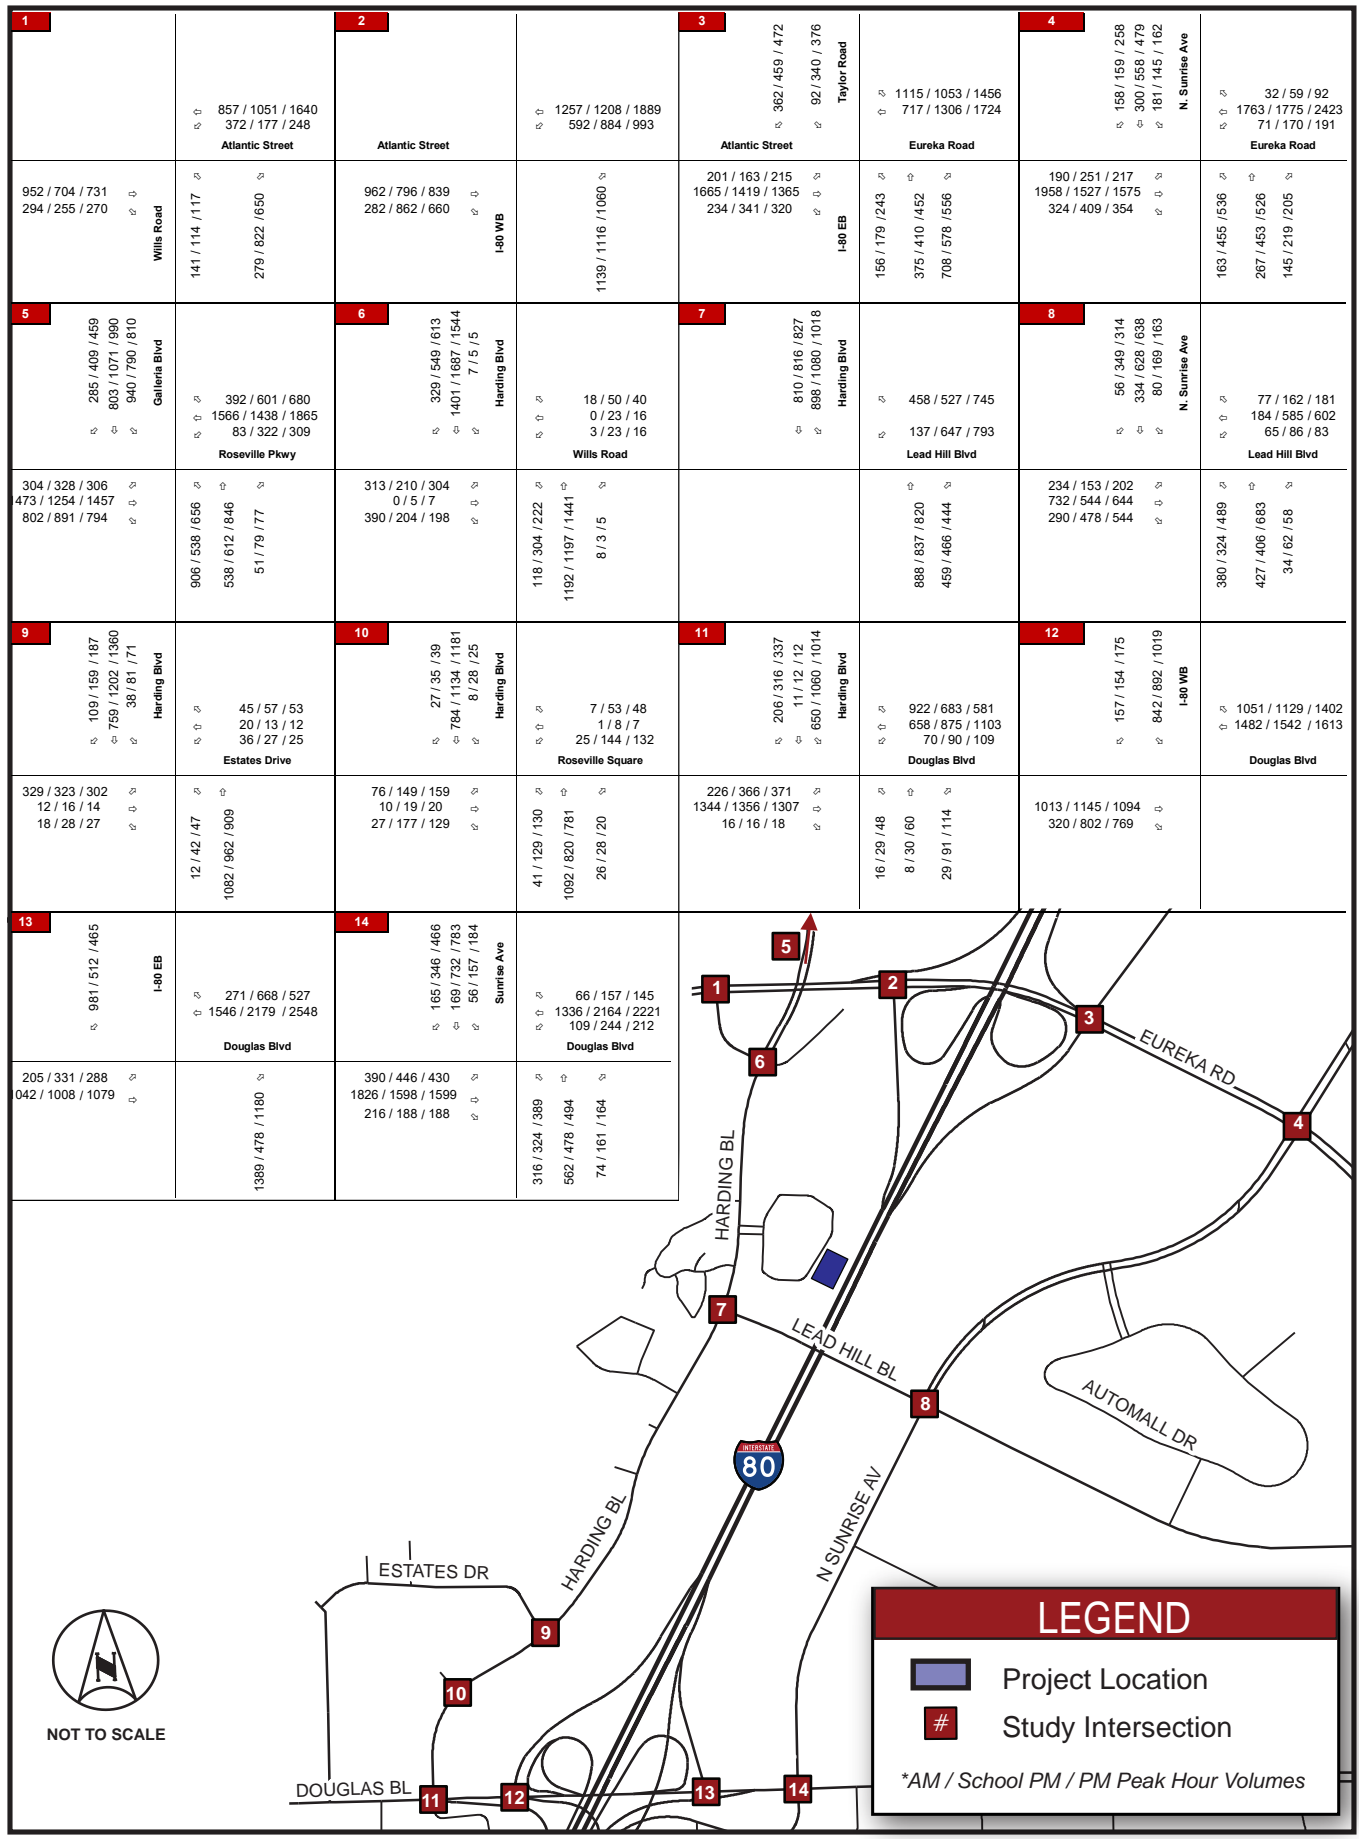 1
857 / 1051 / 1640
372 / 177 / 248
Atlantic Street
952 / 704 / 731
294 / 255 / 270
Wills Road
141 / 114 / 117
279 / 822 / 650
2
Atlantic Street
1257 / 1208 / 1889
592 / 884 / 993
962 / 796 / 839
282 / 862 / 660
I-80 WB
1139 / 1116 / 1060
3
362 / 459 / 472
92 / 340 / 376
Taylor Road
Atlantic Street
1115 / 1053 / 1456
717 / 1306 / 1724
Eureka Road
201 / 163 / 215
1665 / 1419 / 1365
234 / 341 / 320
I-80 EB
156 / 179 / 243
375 / 410 / 452
708 / 578 / 556
4
158 / 159 / 258
300 / 558 / 479
181 / 145 / 162
N. Sunrise Ave
32 / 59 / 92
1763 / 1775 / 2423
71 / 170 / 191
Eureka Road
190 / 251 / 217
1958 / 1527 / 1575
324 / 409 / 354
163 / 455 / 536
267 / 453 / 526
145 / 219 / 205
5
285 / 409 / 459
803 / 1071 / 990
940 / 790 / 810
Galleria Blvd
392 / 601 / 680
1566 / 1438 / 1865
83 / 322 / 309
Roseville Pkwy
304 / 328 / 306
1473 / 1254 / 1457
802 / 891 / 794
906 / 538 / 656
538 / 612 / 846
51 / 79 / 77
6
329 / 549 / 613
1401 / 1687 / 1544
7 / 5 / 5
Harding Blvd
18 / 50 / 40
0 / 23 / 16
3 / 23 / 16
Wills Road
313 / 210 / 304
0 / 5 / 7
390 / 204 / 198
118 / 304 / 222
1192 / 1197 / 1441
8 / 3 / 5
7
810 / 816 / 827
898 / 1080 / 1018
Harding Blvd
458 / 527 / 745
137 / 647 / 793
Lead Hill Blvd
888 / 837 / 820
459 / 466 / 444
8
56 / 349 / 314
334 / 628 / 638
80 / 169 / 163
N. Sunrise Ave
77 / 162 / 181
184 / 585 / 602
65 / 86 / 83
Lead Hill Blvd
234 / 153 / 202
732 / 544 / 644
290 / 478 / 544
380 / 324 / 489
427 / 406 / 683
34 / 62 / 58
9
109 / 159 / 187
759 / 1202 / 1360
38 / 81 / 71
Harding Blvd
45 / 57 / 53
20 / 13 / 12
36 / 27 / 25
Estates Drive
329 / 323 / 302
12 / 16 / 14
18 / 28 / 27
12 / 42 / 47
1082 / 962 / 909
10
27 / 35 / 39
784 / 1134 / 1181
8 / 28 / 25
Harding Blvd
7 / 53 / 48
1 / 8 / 7
25 / 144 / 132
Roseville Square
76 / 149 / 159
10 / 19 / 20
27 / 177 / 129
41 / 129 / 130
1092 / 820 / 781
26 / 28 / 20
11
206 / 316 / 337
11 / 12 / 12
650 / 1060 / 1014
Harding Blvd
922 / 683 / 581
658 / 875 / 1103
70 / 90 / 109
Douglas Blvd
226 / 366 / 371
1344 / 1356 / 1307
16 / 16 / 18
16 / 29 / 48
8 / 30 / 60
29 / 91 / 114
12
157 / 154 / 175
842 / 892 / 1019
I-80 WB
1051 / 1129 / 1402
1482 / 1542 / 1613
Douglas Blvd
1013 / 1145 / 1094
320 / 802 / 769
13
981 / 512 / 465
I-80 EB
271 / 668 / 527
1546 / 2179 / 2548
Douglas Blvd
205 / 331 / 288
1042 / 1008 / 1079
1389 / 478 / 1180
14
165 / 346 / 466
169 / 732 / 783
56 / 157 / 184
Sunrise Ave
66 / 157 / 145
1336 / 2164 / 2221
109 / 244 / 212
Douglas Blvd
390 / 446 / 430
1826 / 1598 / 1599
216 / 188 / 188
316 / 324 / 389
562 / 478 / 494
74 / 161 / 164
5
1
2
3
EUREKA RD
6
4
HARDING BL
7
LEAD HILL BL
8
AUTOMALL DR
INTERSTATE
80
N SUNRISE AV
HARDING BL
ESTATES DR
9
10
DOUGLAS BL
11
12
13
14
NOT TO SCALE
LEGEND
Project Location
# Study Intersection
*AM / School PM / PM Peak Hour Volumes